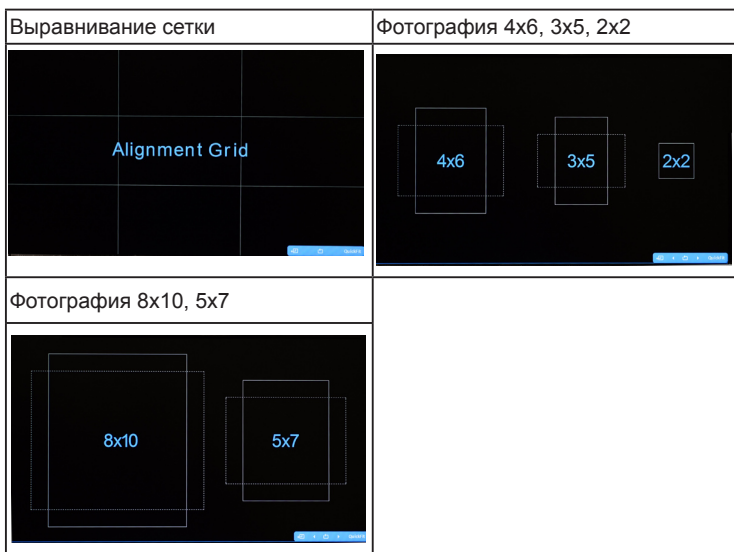 Выравнивание сетки
Фотография 4x6, 3x5, 2x2
Alignment Grid
4x6
3x5
2x2
Фотография 8x10, 5x7
8x10
5x7